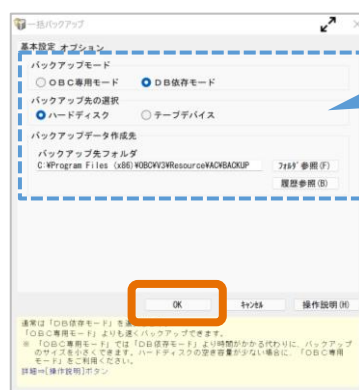 一括バックアップ
基本設定 オプション
バックアップモード
OBC専用モード DB依存モード
バックアップ先の選択
ハードディスク テープデバイス
バックアップデータ作成先
バックアップ先フォルダ
C:¥Program Files (x86)¥OBC¥V3¥Resource¥AC¥BACKUP フォルダ参照(F)
履歴参照(B)
OK キャンセル 操作説明(H)
通常は「DB依存モード」を
「OBC専用モード」よりも速くバックアップできます。
※ 「OBC専用モード」では「DB依存モード」より時間がかかる代わりに、バックアップ
のサイズを小さくできます。ハードディスクの空き容量が少ない場合に、「OBC専用
モード」をご利用ください。
詳細⇒[操作説明]ボタン